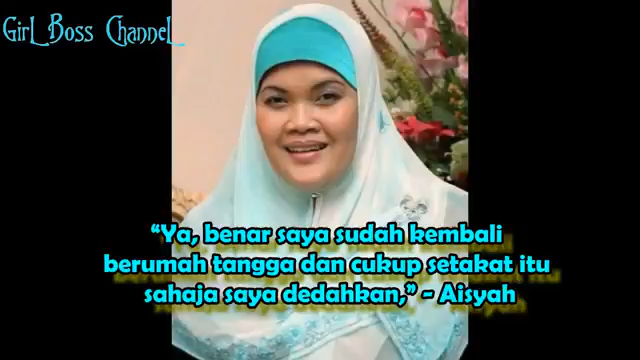 GirL Boss ChanneL
“Ya, benar saya sudah kembali
berumah tangga dan cukup setakat itu
sahaja saya dedahkan,” - Aisyah